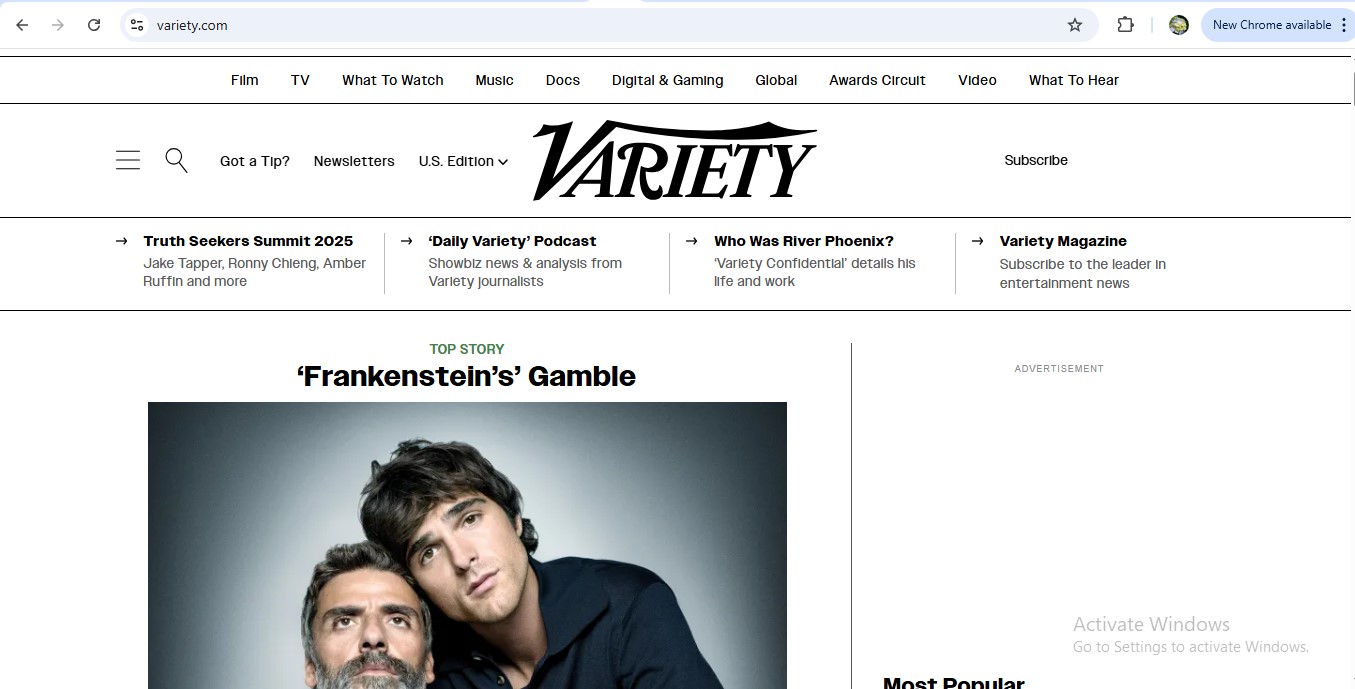 variety.com
New Chrome available
Film TV What To Watch Music Docs Digital & Gaming Global Awards Circuit Video What To Hear
Got a Tip? Newsletters U.S. Edition VARIETY Subscribe
Truth Seekers Summit 2025
Jake Tapper, Ronny Chieng, Amber
Ruffin and more
‘Daily Variety’ Podcast
Showbiz news & analysis from
Variety journalists
Who Was River Phoenix?
‘Variety Confidential’ details his
life and work
Variety Magazine
Subscribe to the leader in
entertainment news
TOP STORY
‘Frankenstein’s’ Gamble
ADVERTISEMENT
Activate Windows
Go to Settings to activate Windows.
Most Popular